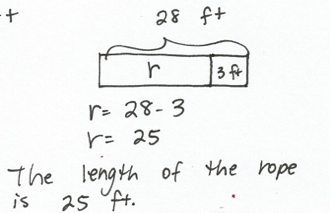 t
28 ft
r 3 ft
r= 28-3
r= 25
The length of the rope
is 25 ft.